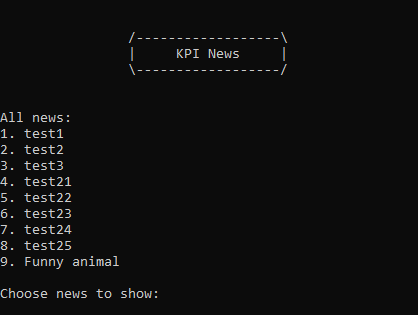 /------------------\
|     KPI News     |
\------------------/
All news:
1. test1
2. test2
3. test3
4. test21
5. test22
6. test23
7. test24
8. test25
9. Funny animal
Choose news to show: